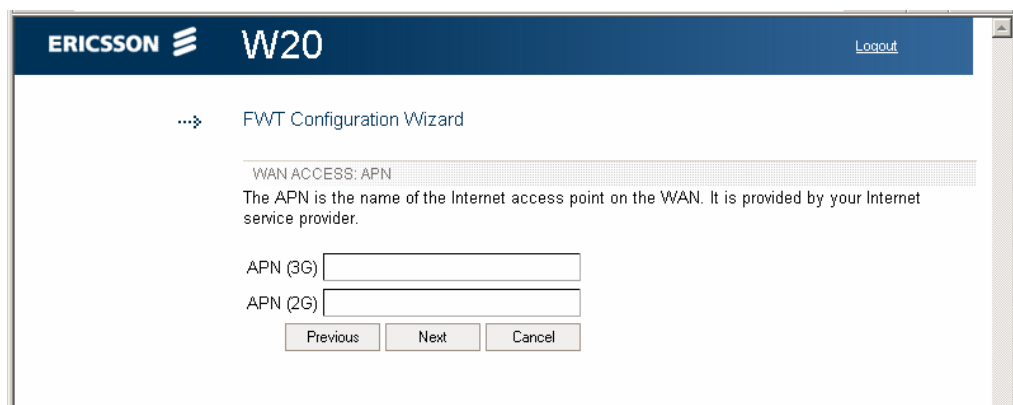 ERICSSON W20 Logout
FWT Configuration Wizard
WAN ACCESS: APN
The APN is the name of the Internet access point on the WAN. It is provided by your Internet
service provider.
APN (3G)
APN (2G)
Previous Next Cancel